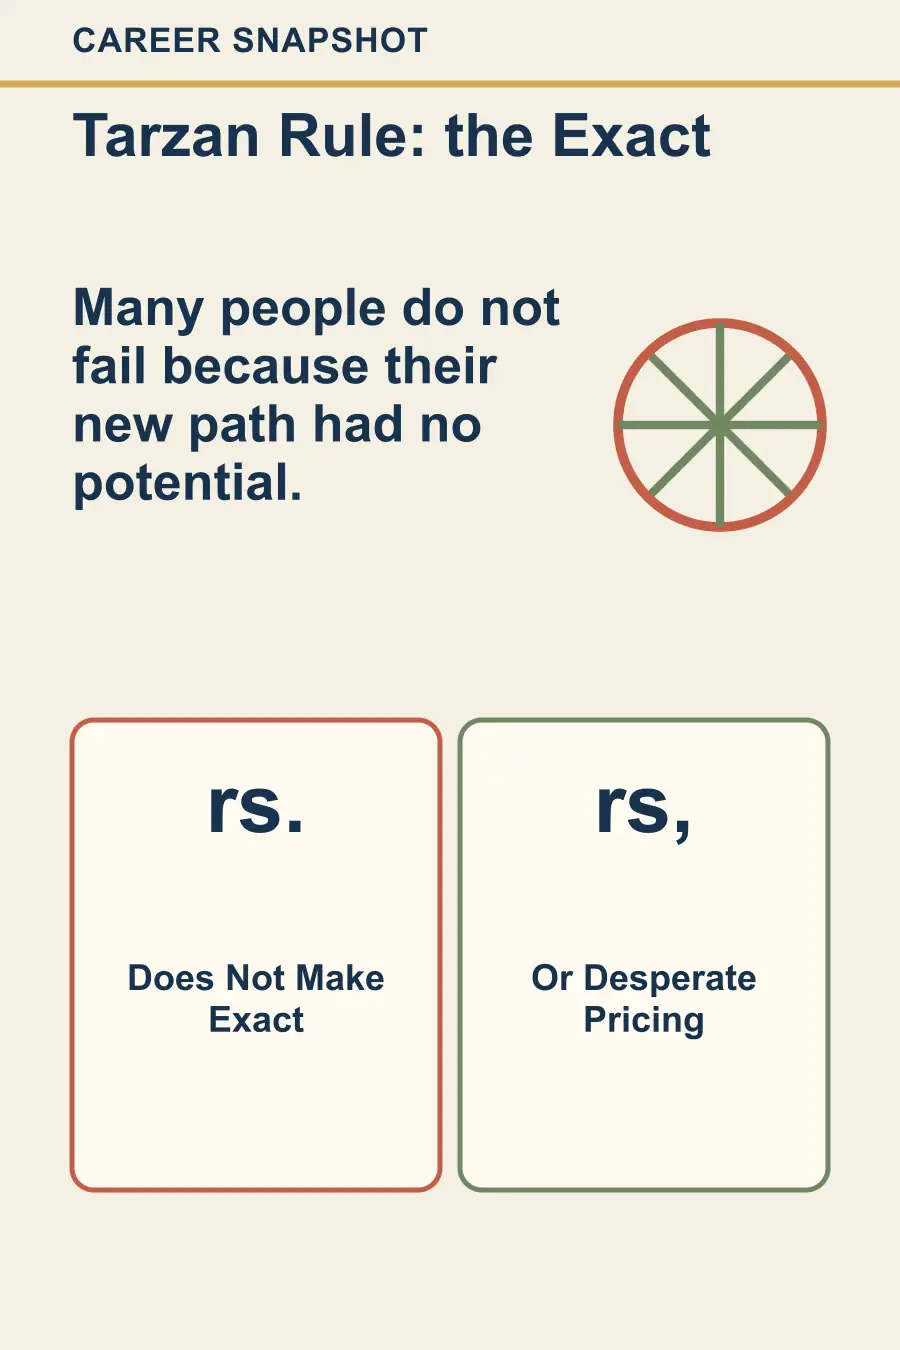 CAREER SNAPSHOT
Tarzan Rule: the Exact
Many people do not
fail because their
new path had no
potential.
rs.
Does Not Make
Exact
rs,
Or Desperate
Pricing